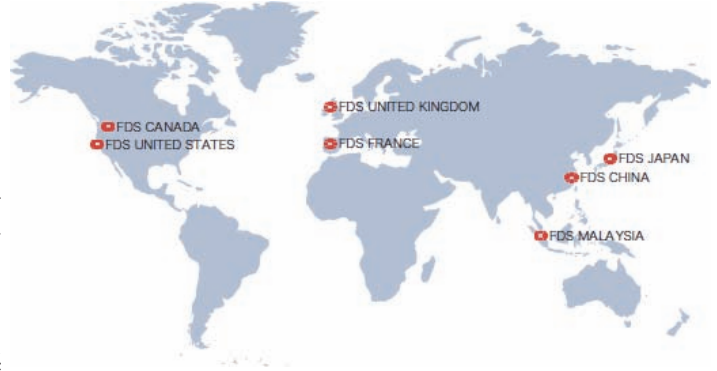 FDS UNITED KINGDOM
FDS CANADA
FDS UNITED STATES
FDS FRANCE
FDS JAPAN
FDS CHINA
FDS MALAYSIA